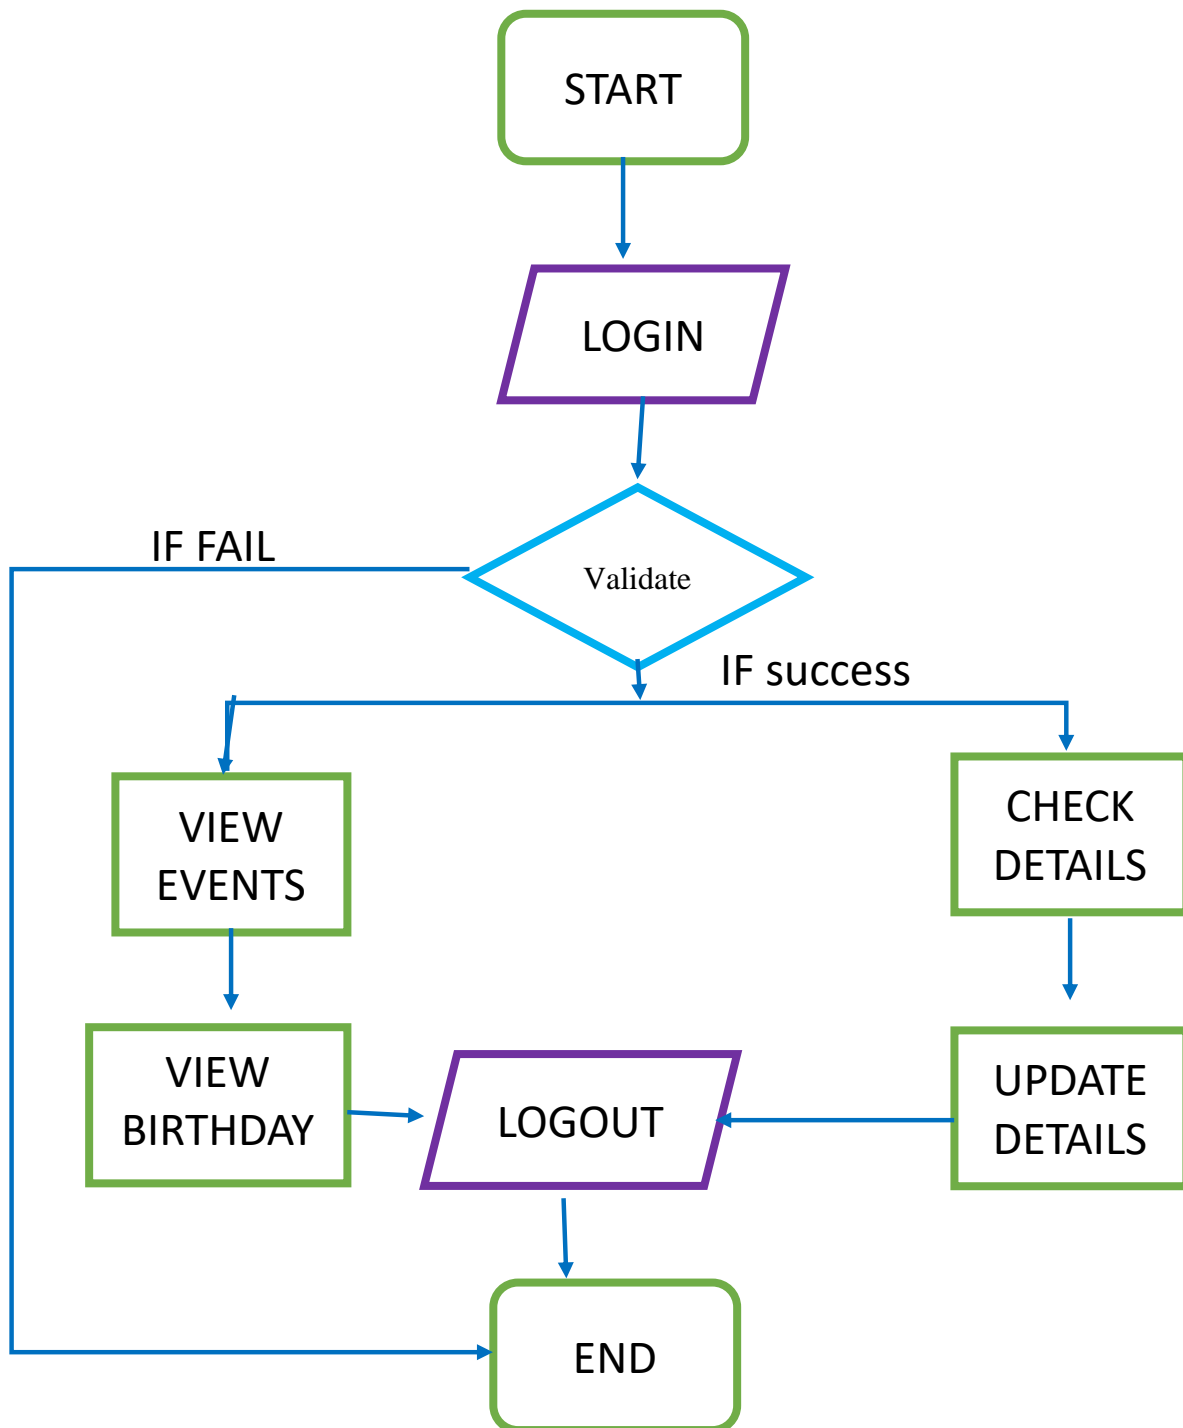 START
LOGIN
IF FAIL
Validate
IF success
VIEW
EVENTS
CHECK
DETAILS
VIEW
BIRTHDAY
LOGOUT
UPDATE
DETAILS
END